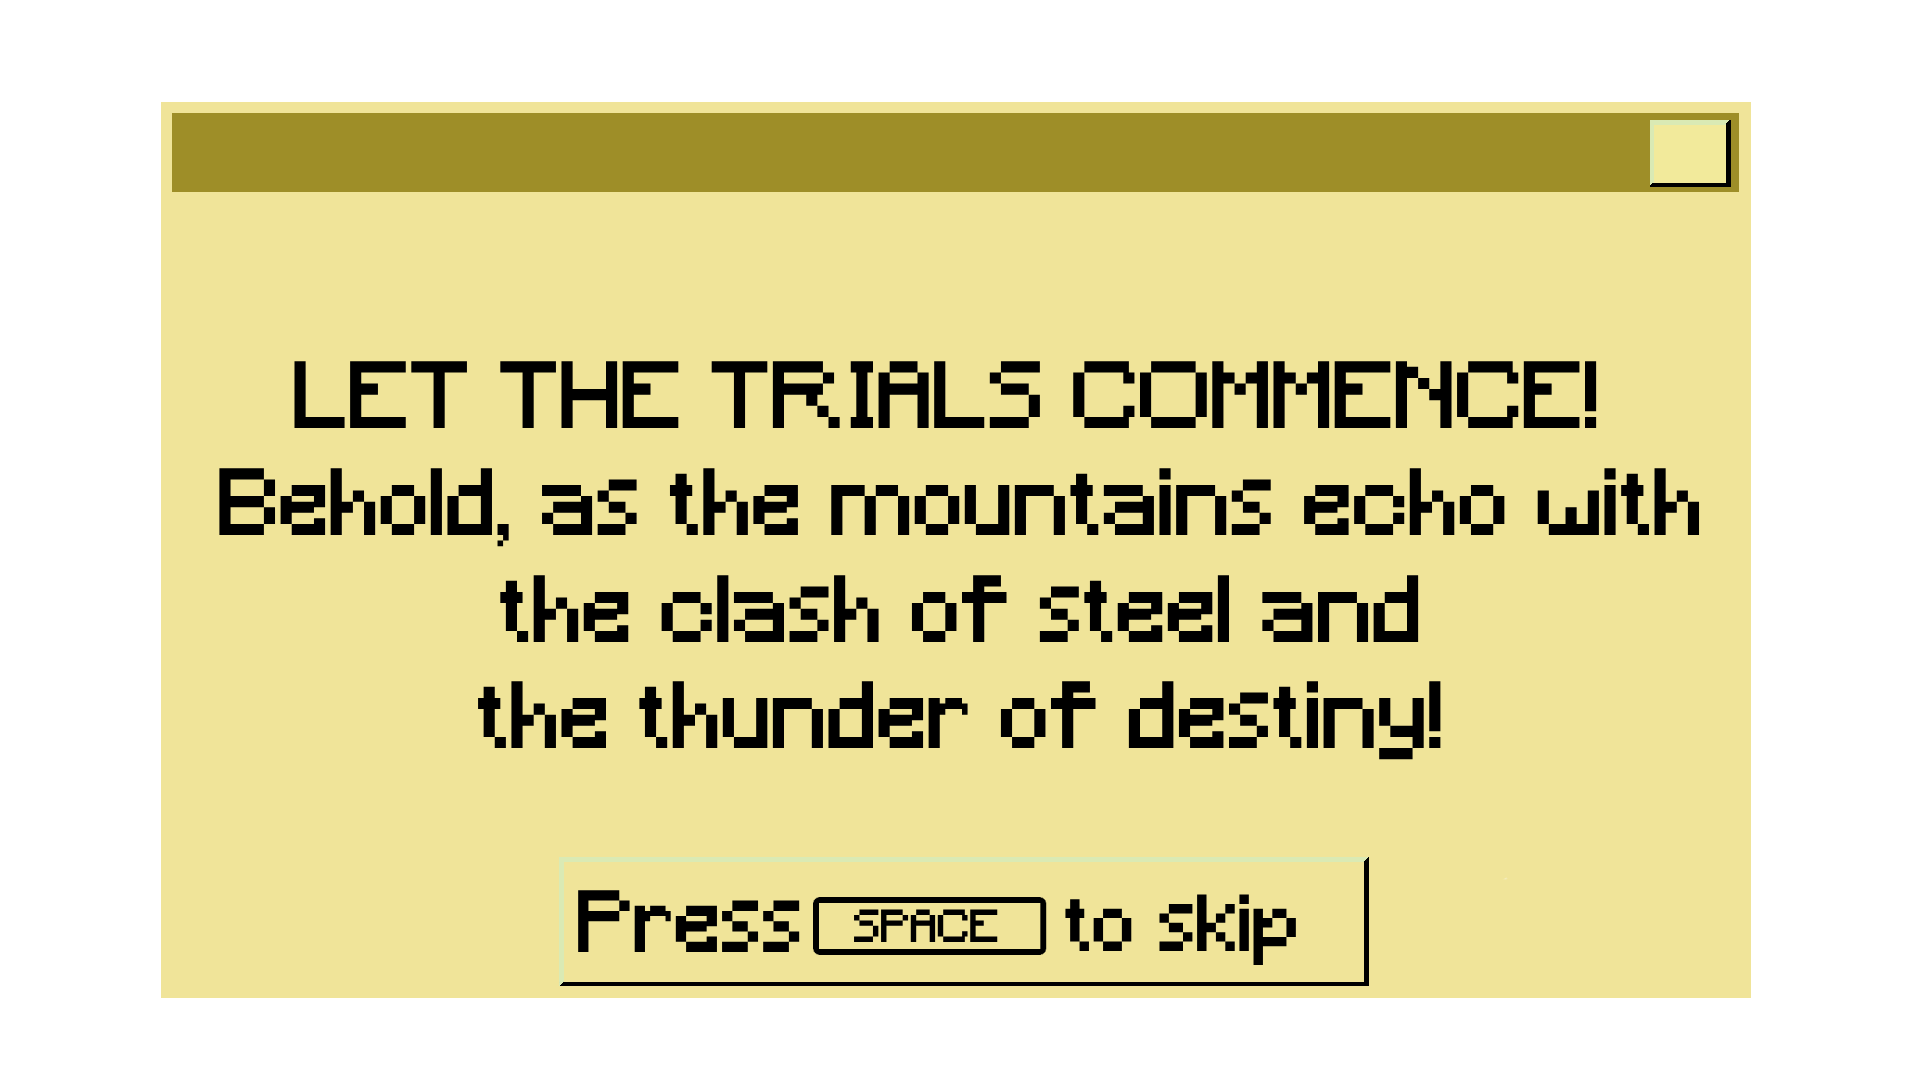 LET THE TRIALS COMMENCE!
Behold, as the mountains echo with
the clash of steel and
the thunder of destiny!
Press SPACE to skip